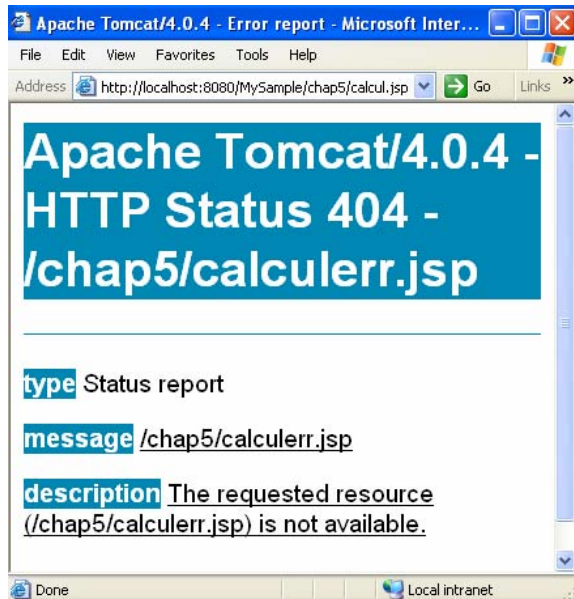 Apache Tomcat/4.0.4 - Error report - Microsoft Inter...
File Edit View Favorites Tools Help
Address http://localhost:8080/MySample/chap5/calcul.jsp Go Links »
Apache Tomcat/4.0.4 -
HTTP Status 404 -
/chap5/calculerr.jsp
type Status report
message /chap5/calculerr.jsp
description The requested resource
(/chap5/calculerr.jsp) is not available.
Done Local intranet